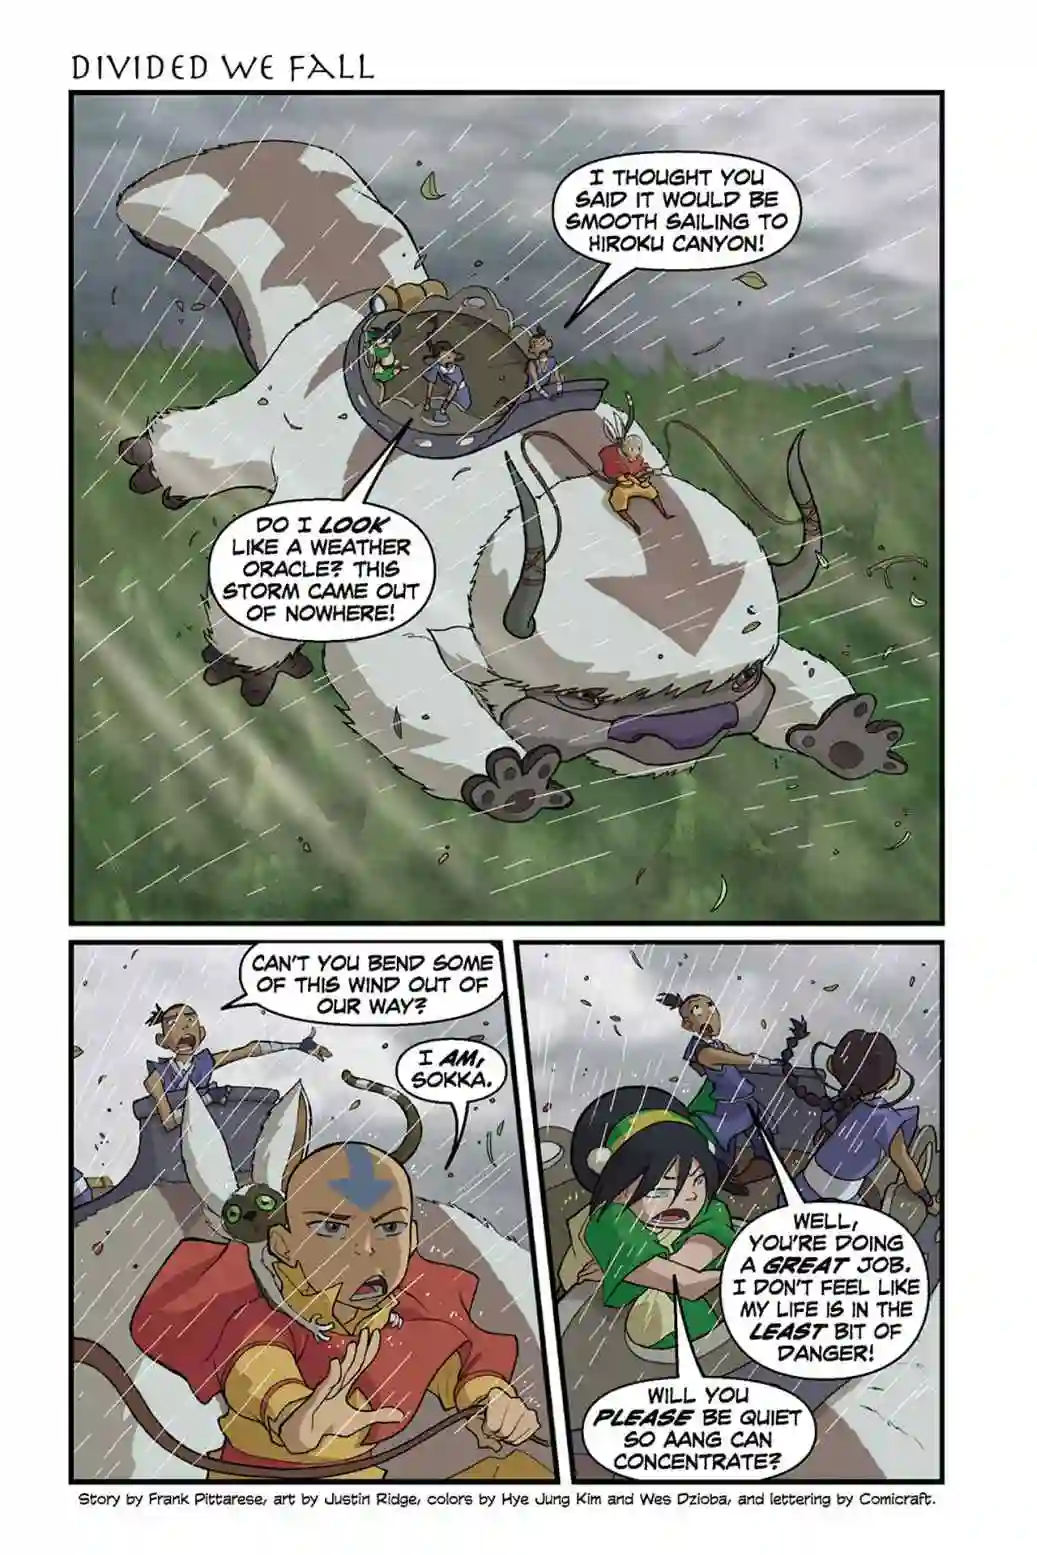 DIVIDED WE FALL
I THOUGHT YOU
SAID IT WOULD BE
SMOOTH SAILING TO
HIROKU CANYON!
DO I LOOK
LIKE A WEATHER
ORACLE? THIS
STORM CAME OUT
OF NOWHERE!
CAN'T YOU BEND SOME
OF THIS WIND OUT OF
OUR WAY?
I AM,
SOKKA.
WELL,
YOU'RE DOING
A GREAT JOB.
I DON'T FEEL LIKE
MY LIFE IS IN THE
LEAST BIT OF
DANGER!
WILL YOU
PLEASE BE QUIET
SO AANG CAN
CONCENTRATE?
Story by Frank Pittarese, art by Justin Ridge, colors by Hye Jung Kim and Wes Dzioba, and lettering by Comicraft.